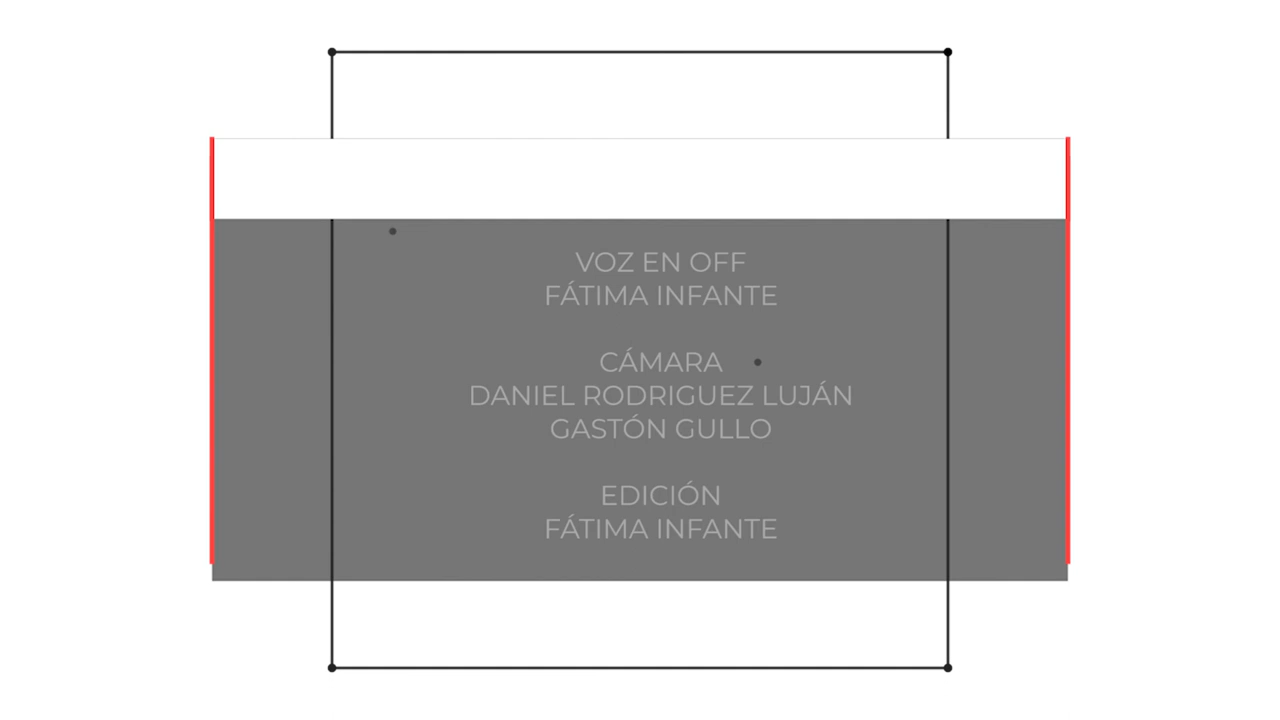 VOZ EN OFF
FÁTIMA INFANTE
CÁMARA
DANIEL RODRIGUEZ LUJÁN
GASTÓN GULLO
EDICIÓN
FÁTIMA INFANTE